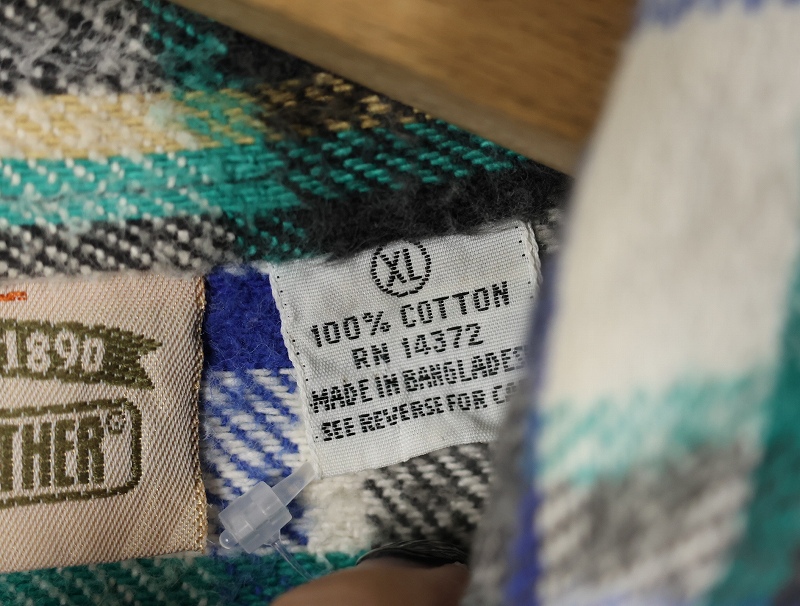 XL
100% COTTON
RN 14372
MADE IN BANGLADES
SEE REVERSE FOR
1890
THER